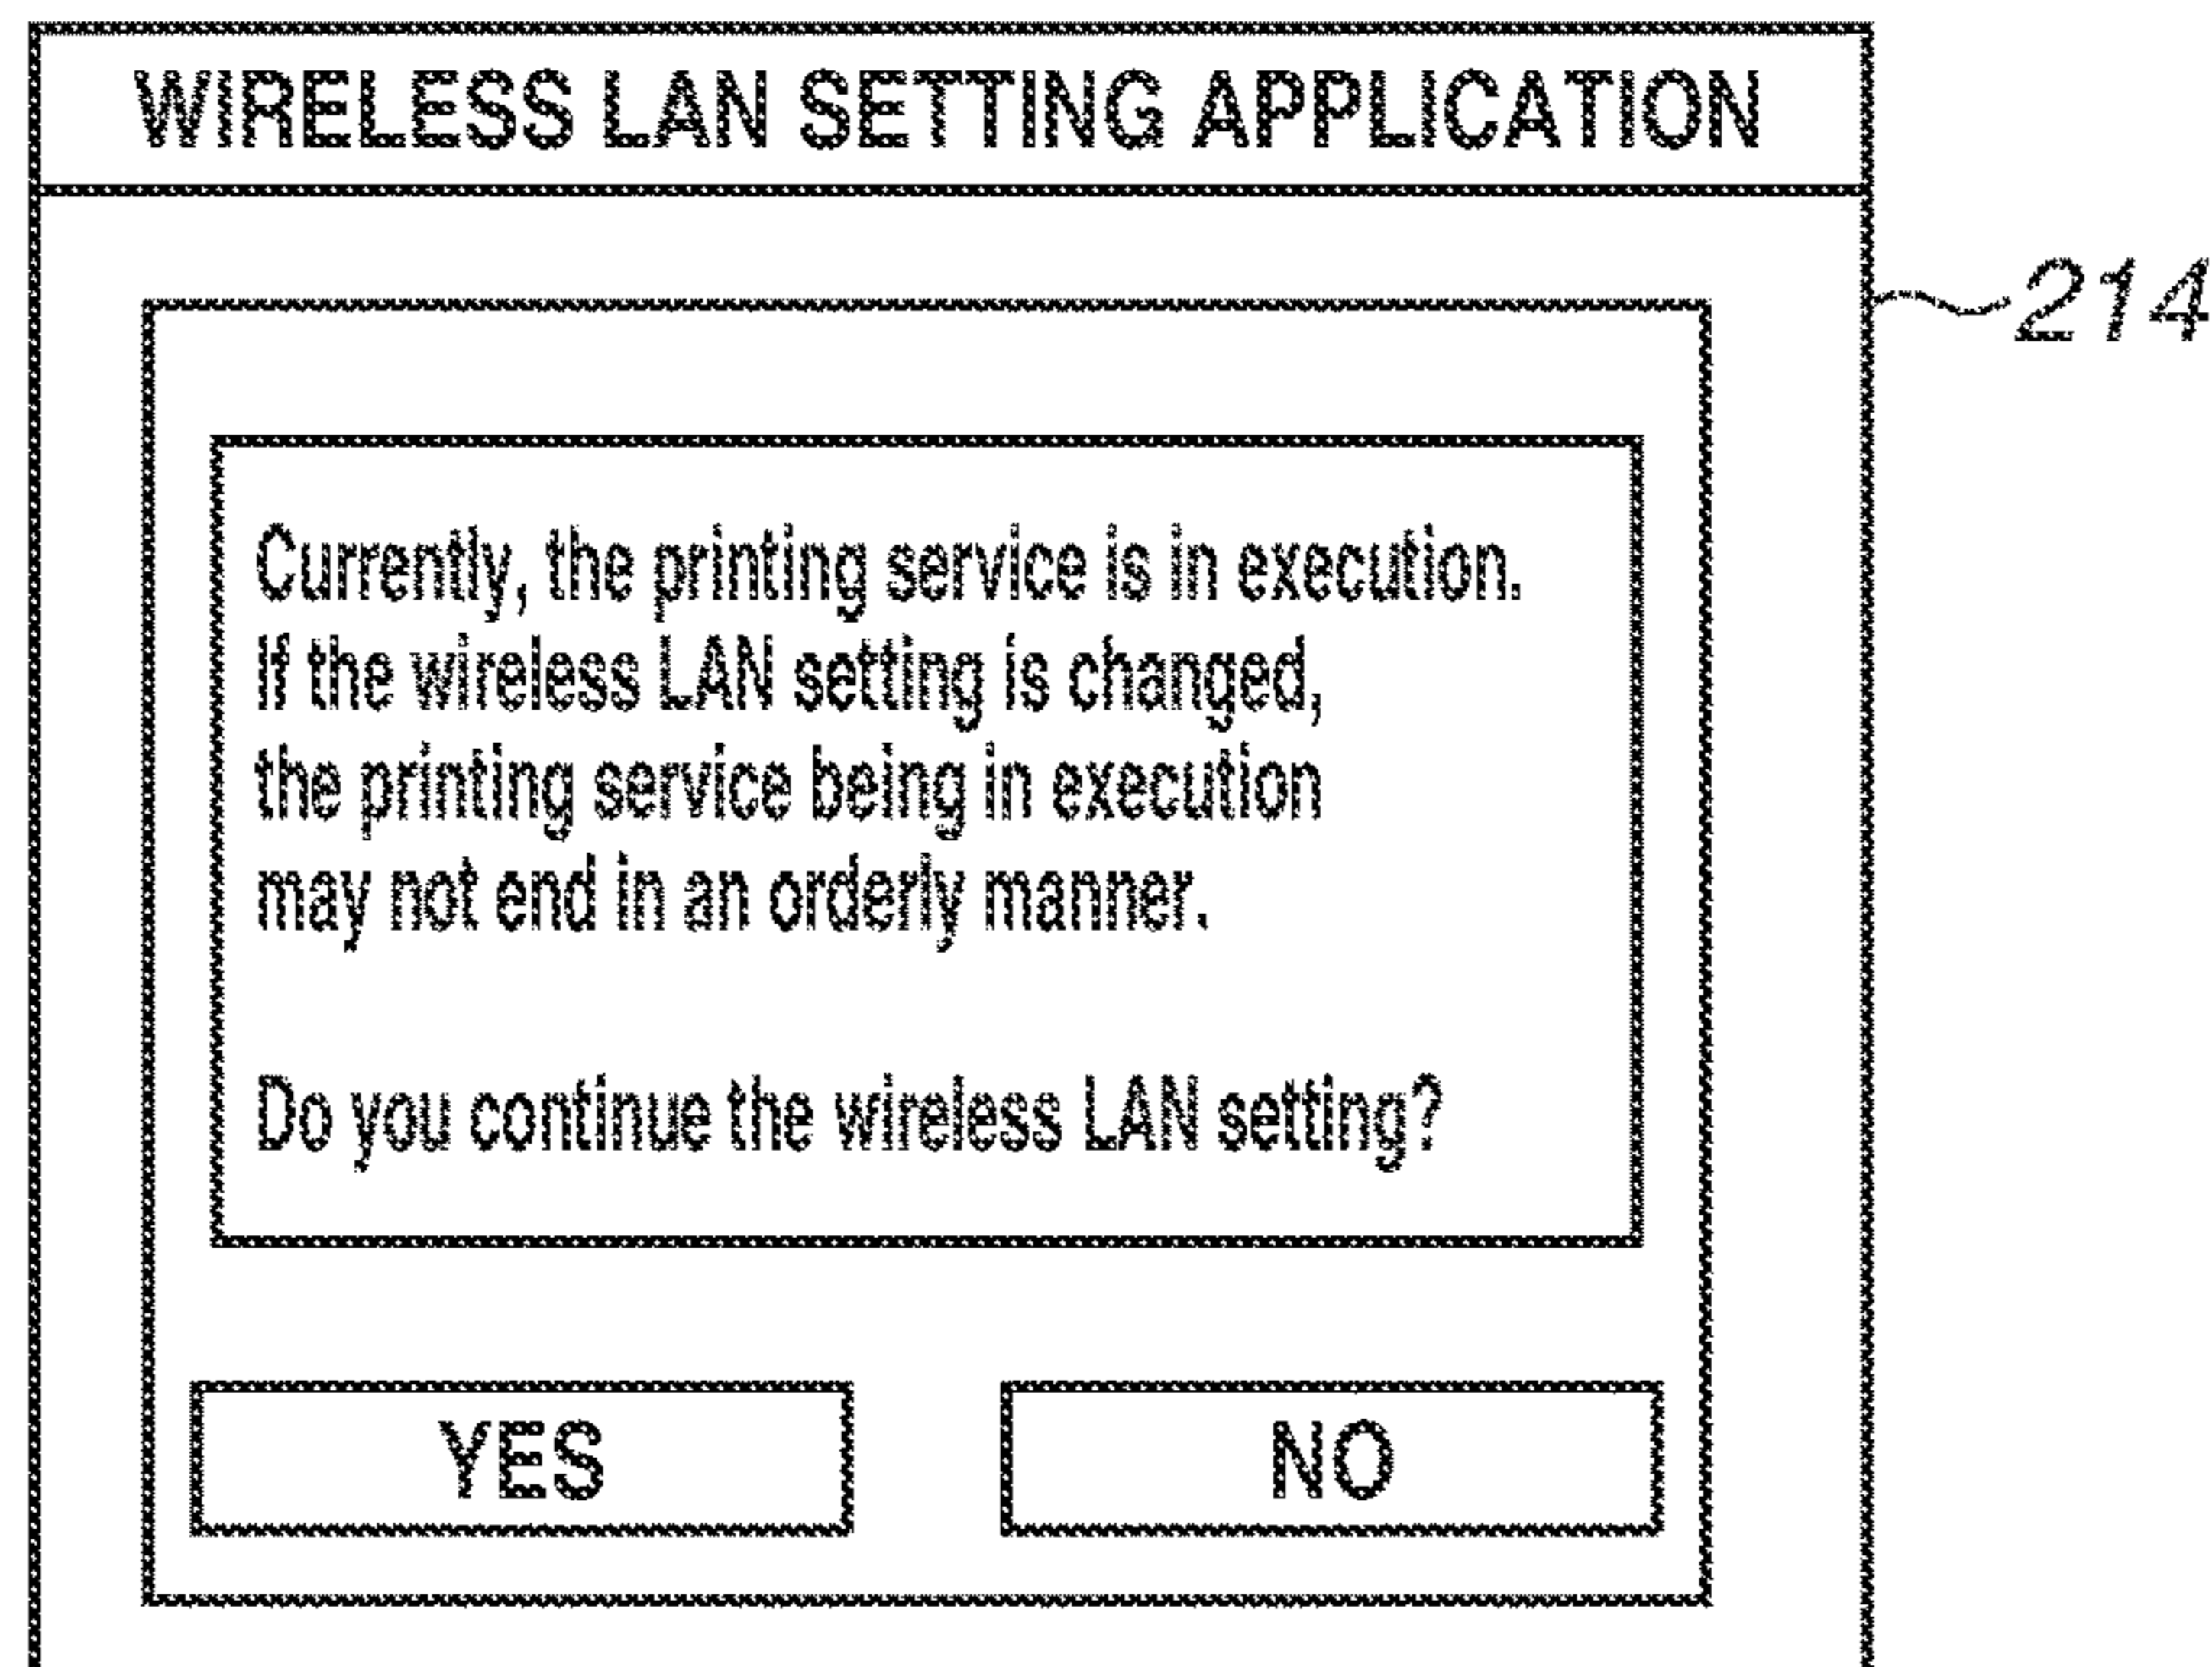 WIRELESS LAN SETTING APPLICATION
214
Currently, the printing service is in execution.
If the wireless LAN setting is changed,
the printing service being in execution
may not end in an orderly manner.
Do you continue the wireless LAN setting?
YES
NO